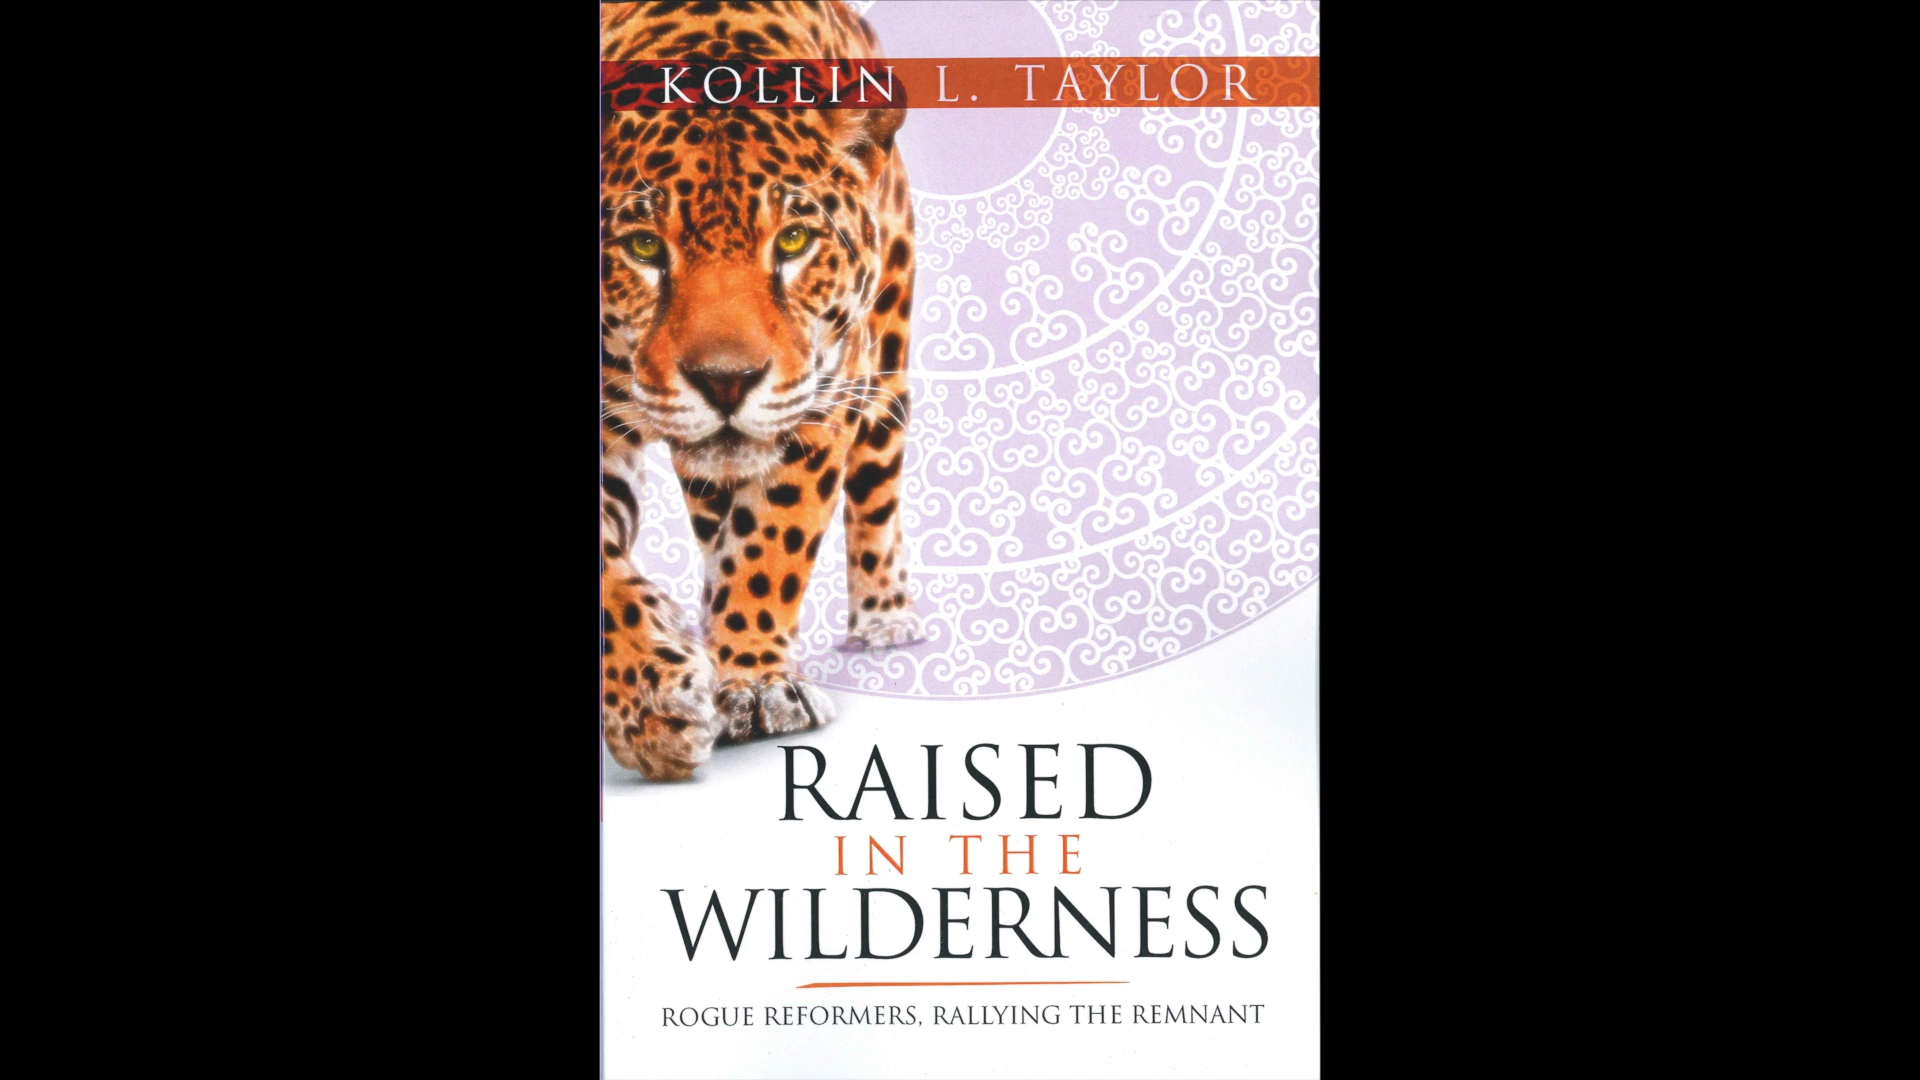 KOLLIN L. TAYLOR
RAISED
IN THE
WILDERNESS
ROGUE REFORMERS, RALLYING THE REMNANT